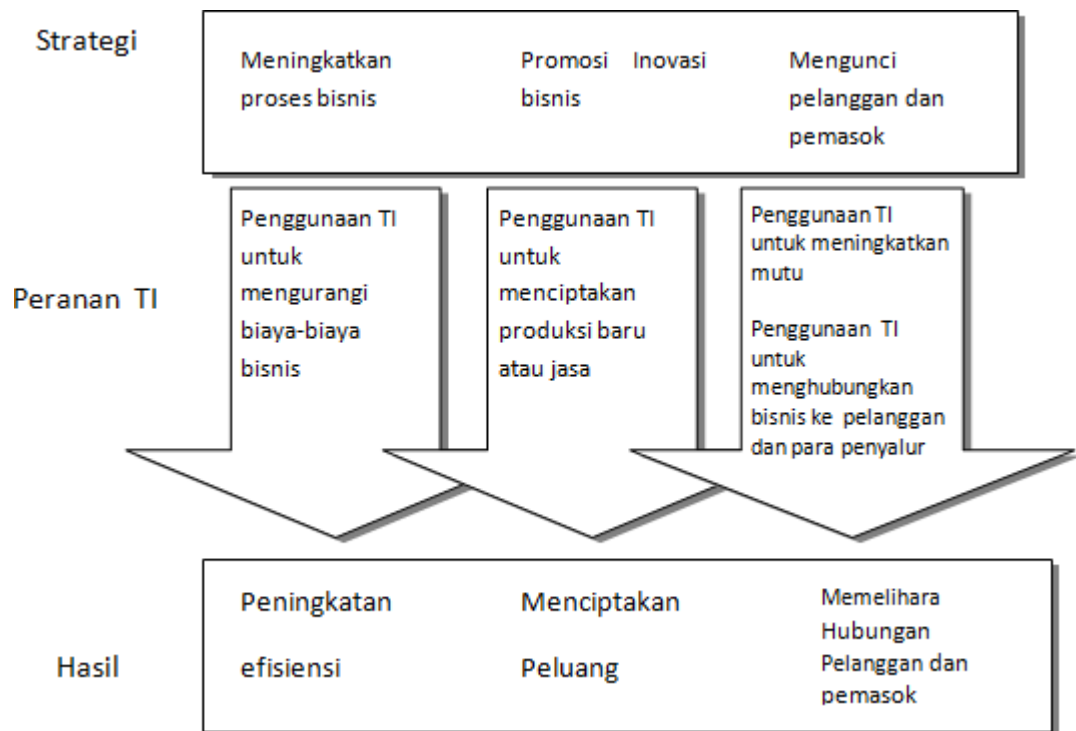 Strategi
Meningkatkan
proses bisnis
Promosi Inovasi
bisnis
Mengunci
pelanggan dan
pemasok
Peranan TI
Penggunaan TI
untuk
mengurangi
biaya-biaya
bisnis
Penggunaan TI
untuk
menciptakan
produksi baru
atau jasa
Penggunaan TI
untuk meningkatkan
mutu
Penggunaan TI
untuk
menghubungkan
bisnis ke pelanggan
dan para penyalur
Hasil
Peningkatan
efisiensi
Menciptakan
Peluang
Memelihara
Hubungan
Pelanggan dan
pemasok